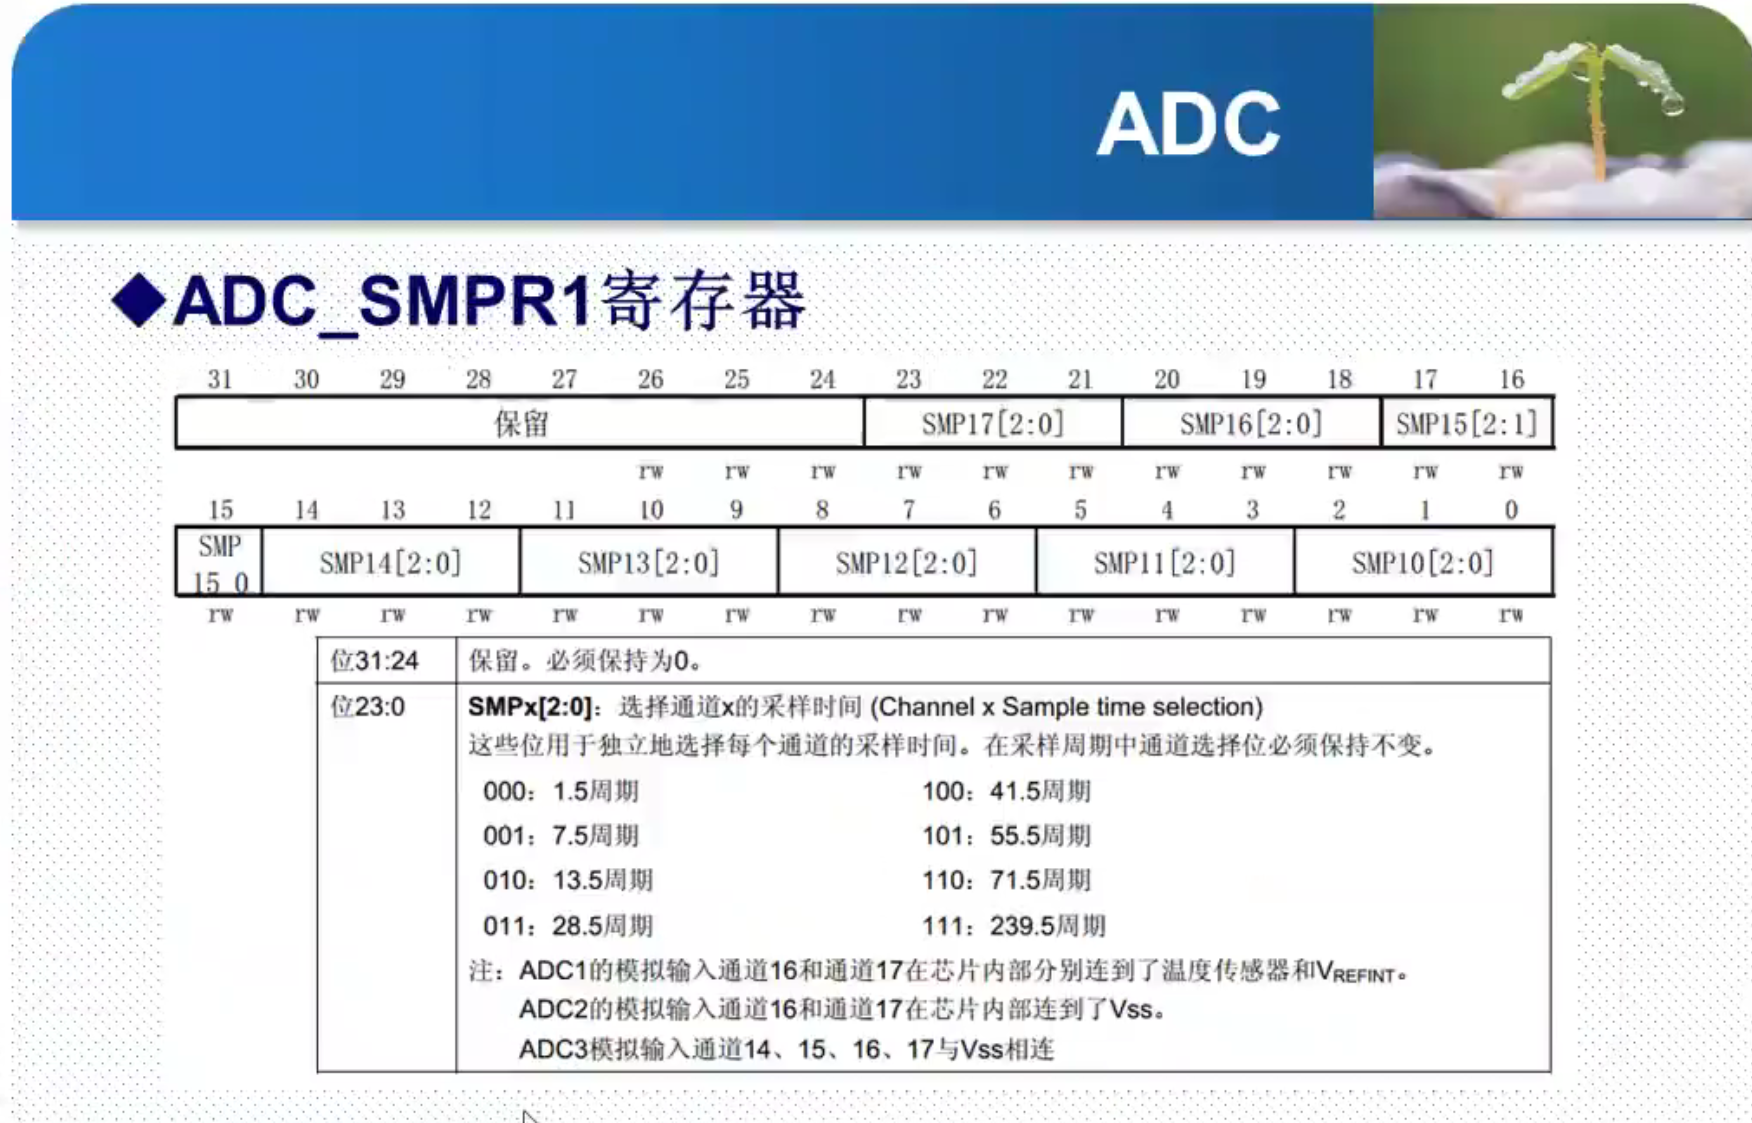 ADC
◆ADC_SMPR1寄存器
31 30 29 28 27 26 25 24 23 22 21 20 19 18 17 16
保留 SMP17[2:0] SMP16[2:0] SMP15[2:1]
rw rw rw rw rw rw rw rw rw rw rw
15 14 13 12 11 10 9 8 7 6 5 4 3 2 1 0
SMP
15_0 SMP14[2:0] SMP13[2:0] SMP12[2:0] SMP11[2:0] SMP10[2:0]
rw rw rw rw rw rw rw rw rw rw rw rw rw rw rw rw
位31:24 保留。必须保持为0。
位23:0 SMPx[2:0]：选择通道x的采样时间 (Channel x Sample time selection)
这些位用于独立地选择每个通道的采样时间。在采样周期中通道选择位必须保持不变。
000：1.5周期 100：41.5周期
001：7.5周期 101：55.5周期
010：13.5周期 110：71.5周期
011：28.5周期 111：239.5周期
注：ADC1的模拟输入通道16和通道17在芯片内部分别连到了温度传感器和VREFINT。
ADC2的模拟输入通道16和通道17在芯片内部连到了Vss。
ADC3模拟输入通道14、15、16、17与Vss相连